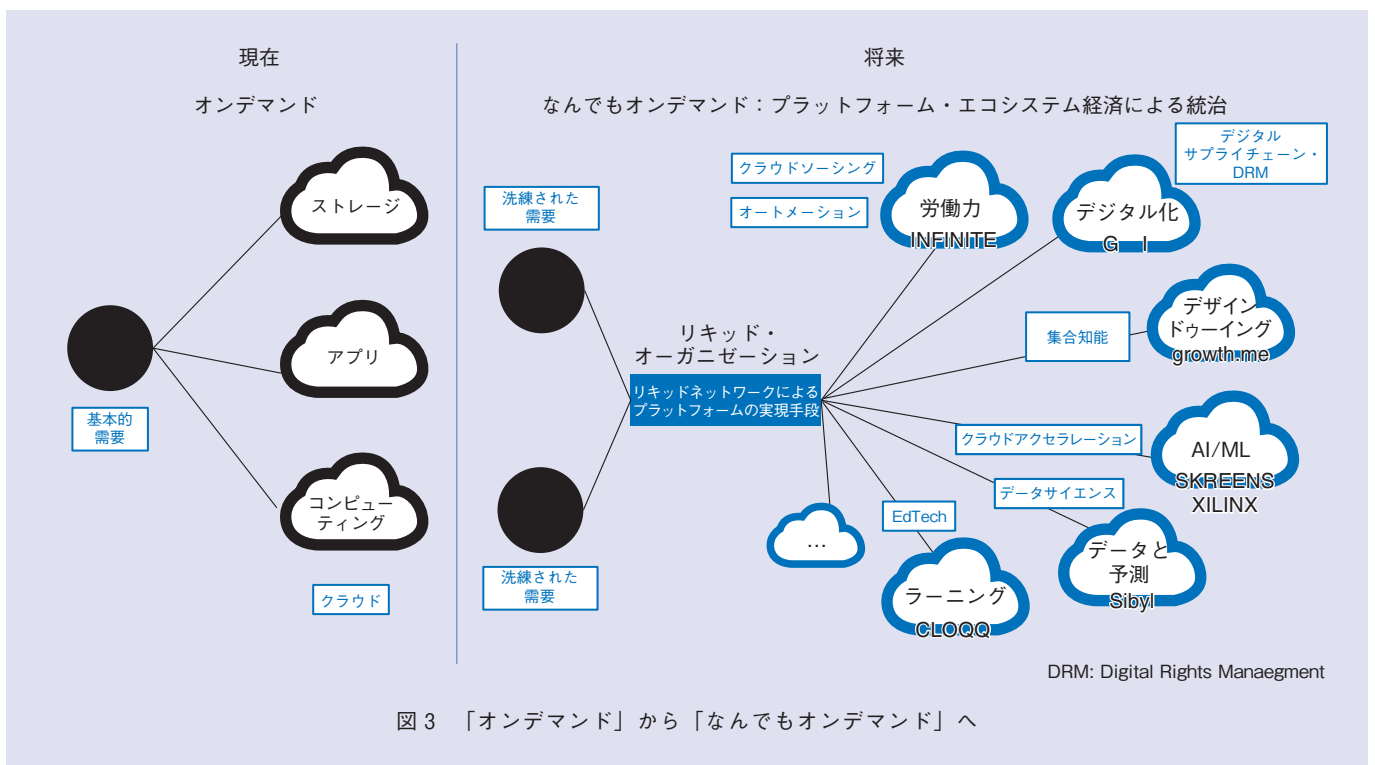 現在
オンデマンド
ストレージ
アプリ
コンピュー
ティング
基本的
需要
クラウド
将来
なんでもオンデマンド：プラットフォーム・エコシステム経済による統治
洗練された
需要
洗練された
需要
リキッド・
オーガニゼーション
リキッドネットワークによる
プラットフォームの実現手段
クラウドソーシング
オートメーション
労働力
INFINITE
デジタル
サプライチェーン・
DRM
デジタル化
G I
集合知能
デザイン
ドゥーイング
growth.me
クラウドアクセラレーション
AI/ML
SKREENS
XILINX
データサイエンス
データと
予測
Sibyl
EdTech
ラーニング
CLOQQ
…
DRM: Digital Rights Manaegment
図 3 「オンデマンド」から「なんでもオンデマンド」へ